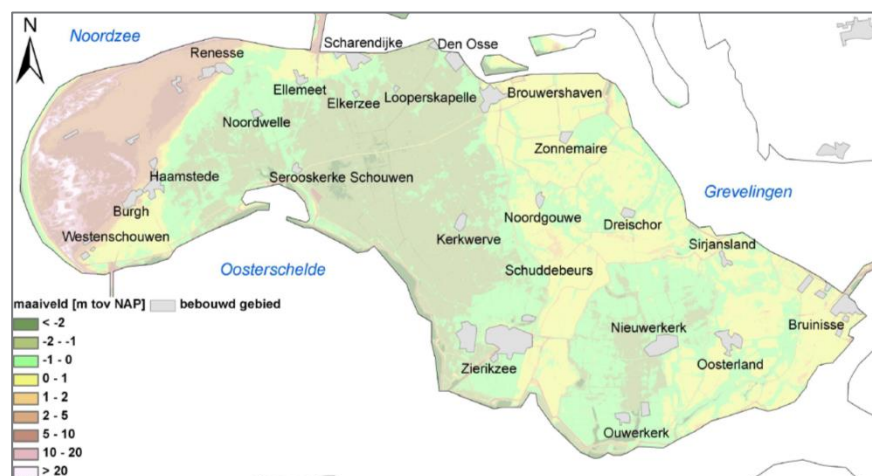 Noordzee
N
Scharendijke
Den Osse
Renesse
Ellemeet
Elkerzee
Looperskapelle
Brouwershaven
Noordwelle
Zonnemaire
Haamstede
Serooskerke Schouwen
Grevelingen
Burgh
Noordgouwe
Dreischor
Westenschouwen
Kerkwerve
Sirjansland
Oosterschelde
Schuddebeurs
maaiveld [m tov NAP]
bebouwd gebied
< -2
-2 - -1
-1 - 0
0 - 1
1 - 2
2 - 5
5 - 10
10 - 20
> 20
Nieuwerkerk
Bruinisse
Zierikzee
Oosterland
Ouwerkerk